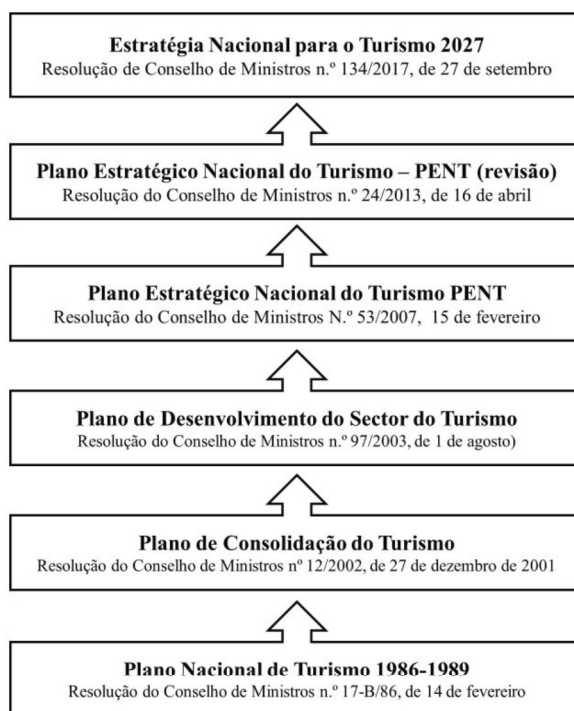 Estratégia Nacional para o Turismo 2027
Resolução de Conselho de Ministros n.º 134/2017, de 27 de setembro
Plano Estratégico Nacional do Turismo – PENT (revisão)
Resolução do Conselho de Ministros n.º 24/2013, de 16 de abril
Plano Estratégico Nacional do Turismo PENT
Resolução do Conselho de Ministros N.º 53/2007, 15 de fevereiro
Plano de Desenvolvimento do Sector do Turismo
Resolução do Conselho de Ministros n.º 97/2003, de 1 de agosto)
Plano de Consolidação do Turismo
Resolução do Conselho de Ministros nº 12/2002, de 27 de dezembro de 2001
Plano Nacional de Turismo 1986-1989
Resolução do Conselho de Ministros n.º 17-B/86, de 14 de fevereiro